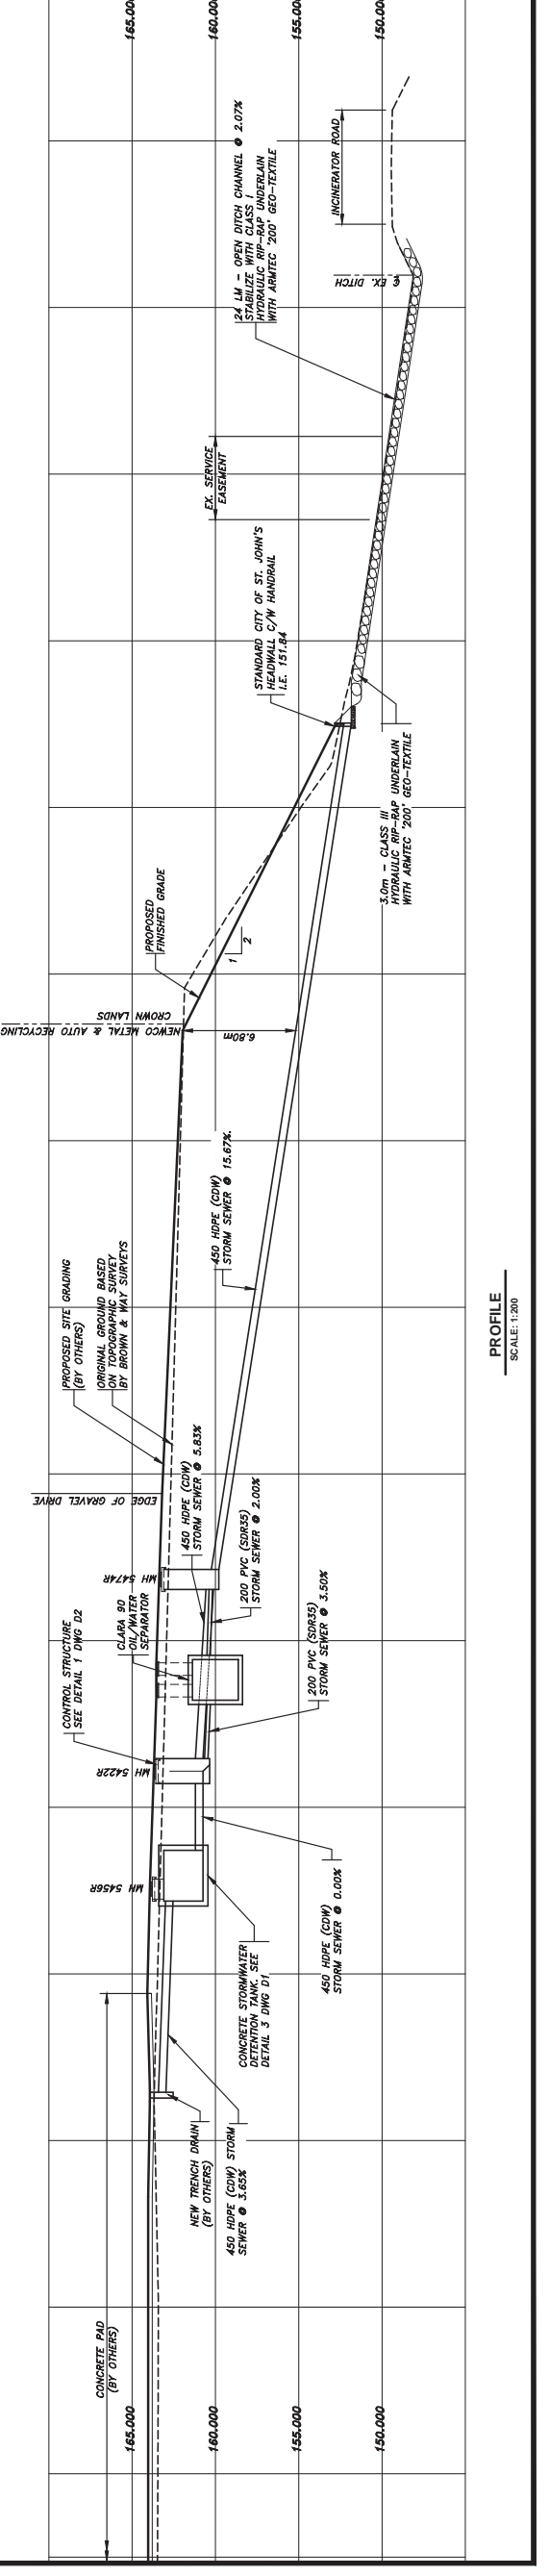 165.000
160.000
155.000
150.000
CONCRETE PAD
(BY OTHERS)
NEW TRENCH DRAIN
(BY OTHERS)
450 HDPE (CDW) STORM
SEWER @ 3.65%
CONCRETE STORMWATER
DETENTION TANK. SEE
DETAIL 3 DWG D1
MH 5456R
450 HDPE (CDW)
STORM SEWER @ 0.00%
MH 5422R
CONTROL STRUCTURE
SEE DETAIL 1 DWG D2
200 PVC (SDR35)
STORM SEWER @ 3.50%
CLARA 90
OIL/WATER
SEPARATOR
MH 5474R
200 PVC (SDR35)
STORM SEWER @ 2.00%
450 HDPE (CDW)
STORM SEWER @ 5.83%
EDGE OF GRAVEL DRIVE
PROPOSED SITE GRADING
(BY OTHERS)
ORIGINAL GROUND BASED
ON TOPOGRAPHIC SURVEY
BY BROWN & WAY SURVEYS
450 HDPE (CDW)
STORM SEWER @ 15.67%.
6.80m
NEWCO METAL & AUTO RECYCLING
CROWN LANDS
PROPOSED
FINISHED GRADE
1
2
3.0m - CLASS III
HYDRAULIC RIP-RAP UNDERLAIN
WITH ARMTEC '200' GEO-TEXTILE
STANDARD CITY OF ST. JOHN'S
HEADWALL C/W HANDRAIL
I.E. 151.84
EX. SERVICE
EASEMENT
24 LM - OPEN DITCH CHANNEL @ 2.07%
STABILIZE WITH CLASS I
HYDRAULIC RIP-RAP UNDERLAIN
WITH ARMTEC '200' GEO-TEXTILE
℄ EX. DITCH
INCINERATOR ROAD
165.000
160.000
155.000
150.000
PROFILE
SCALE: 1:200